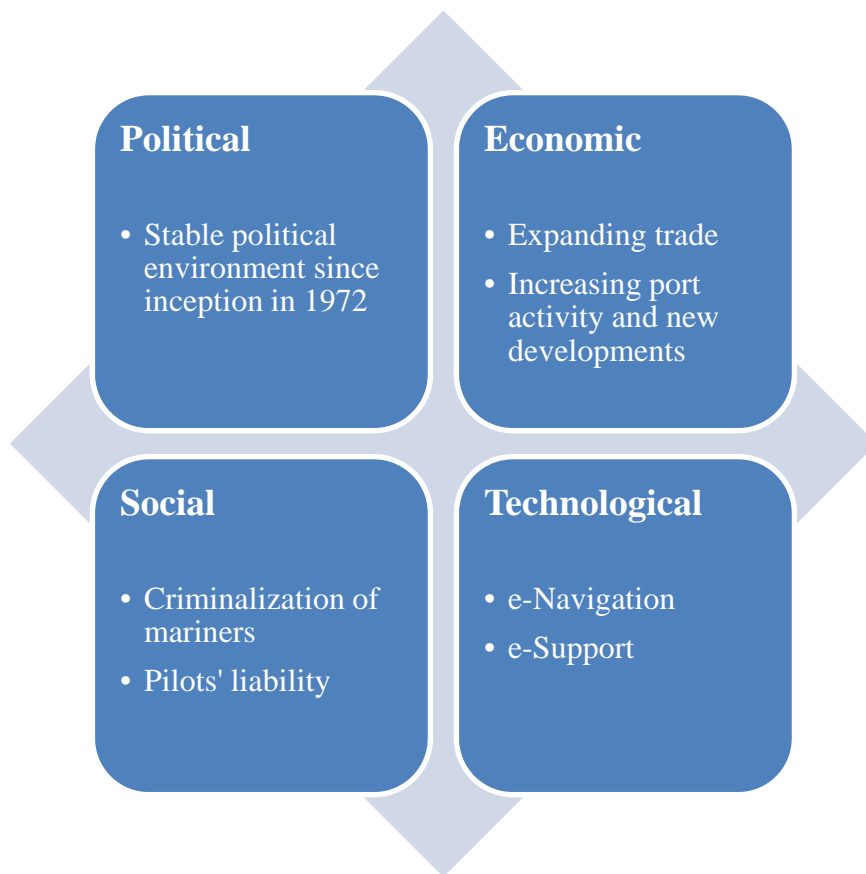 Political
• Stable political
environment since
inception in 1972
Economic
• Expanding trade
• Increasing port
activity and new
developments
Social
• Criminalization of
mariners
• Pilots' liability
Technological
• e-Navigation
• e-Support